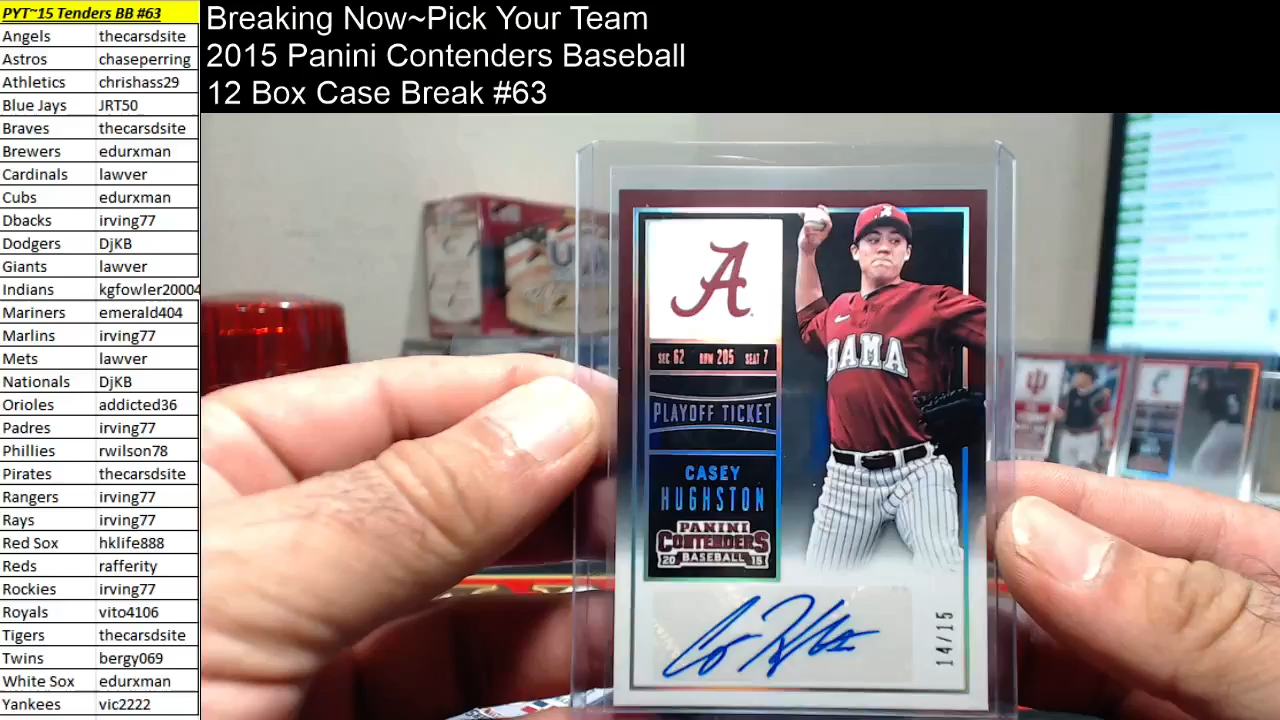 PYT~15 Tenders BB #63
Angels thecarsdsite
Astros chaseperring
Athletics chrishass29
Blue Jays JRT50
Braves thecarsdsite
Brewers edurxman
Cardinals lawver
Cubs edurxman
Dbacks irving77
Dodgers DjKB
Giants lawver
Indians kgfowler20004
Mariners emerald404
Marlins irving77
Mets lawver
Nationals DjKB
Orioles addicted36
Padres irving77
Phillies rwilson78
Pirates thecarsdsite
Rangers irving77
Rays irving77
Red Sox hklife888
Reds rafferity
Rockies irving77
Royals vito4106
Tigers thecarsdsite
Twins bergy069
White Sox edurxman
Yankees vic2222
Breaking Now~Pick Your Team
2015 Panini Contenders Baseball
12 Box Case Break #63
A
SEC 62 ROW 205 SEAT 7
PLAYOFF TICKET
CASEY
HUGHSTON
PANINI
CONTENDERS
20 BASEBALL 15
BAMA
14/15